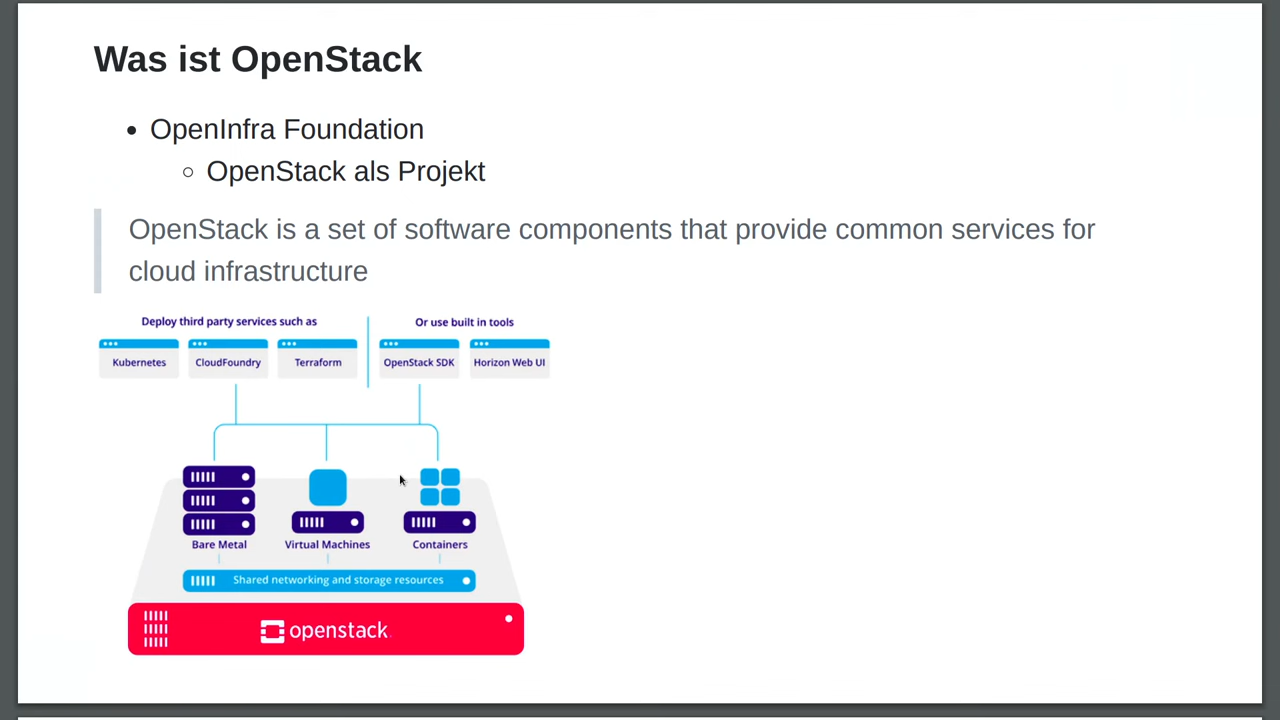 Was ist OpenStack
OpenInfra Foundation
OpenStack als Projekt
OpenStack is a set of software components that provide common services for
cloud infrastructure
Deploy third party services such as
Or use built in tools
Kubernetes
CloudFoundry
Terraform
OpenStack SDK
Horizon Web UI
Bare Metal
Virtual Machines
Containers
Shared networking and storage resources
openstack